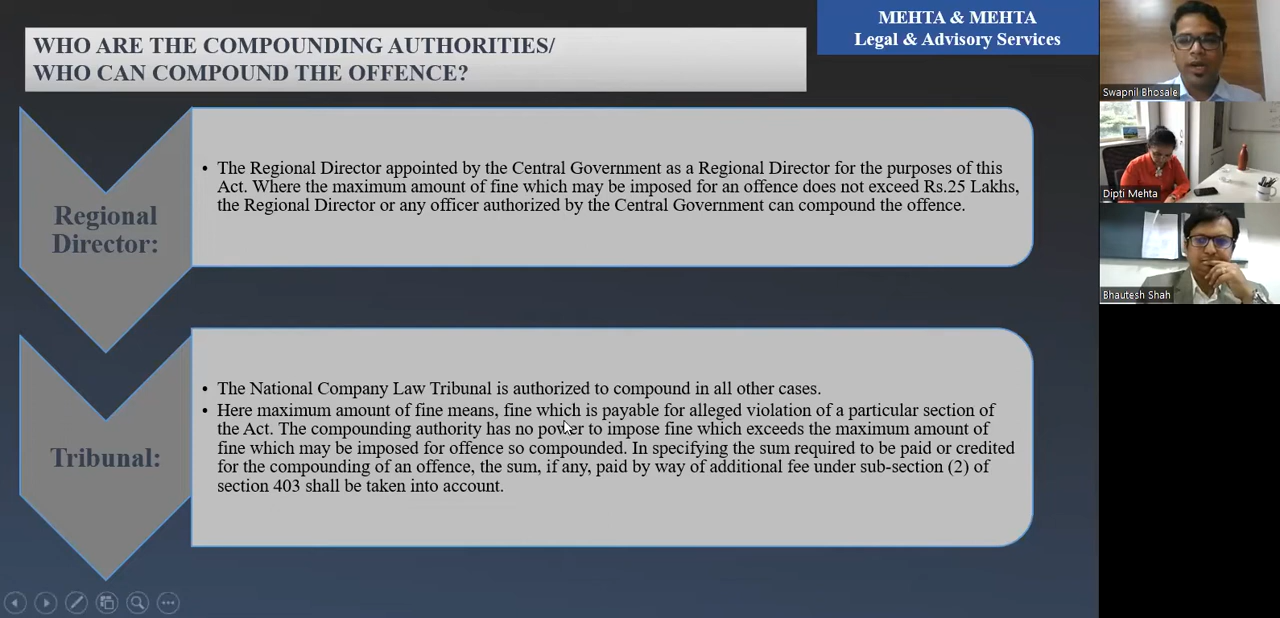 MEHTA & MEHTA
Legal & Advisory Services
WHO ARE THE COMPOUNDING AUTHORITIES/
WHO CAN COMPOUND THE OFFENCE?
Regional
Director:
• The Regional Director appointed by the Central Government as a Regional Director for the purposes of this
Act. Where the maximum amount of fine which may be imposed for an offence does not exceed Rs.25 Lakhs,
the Regional Director or any officer authorized by the Central Government can compound the offence.
Tribunal:
• The National Company Law Tribunal is authorized to compound in all other cases.
• Here maximum amount of fine means, fine which is payable for alleged violation of a particular section of
the Act. The compounding authority has no power to impose fine which exceeds the maximum amount of
fine which may be imposed for offence so compounded. In specifying the sum required to be paid or credited
for the compounding of an offence, the sum, if any, paid by way of additional fee under sub-section (2) of
section 403 shall be taken into account.
Swapnil Bhosale
Dipti Mehta
Bhautesh Shah